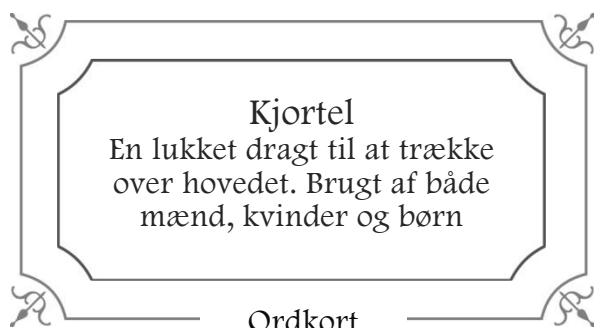 Kjortel
En lukket dragt til at trække
over hovedet. Brugt af både
mænd, kvinder og børn
Ordkort